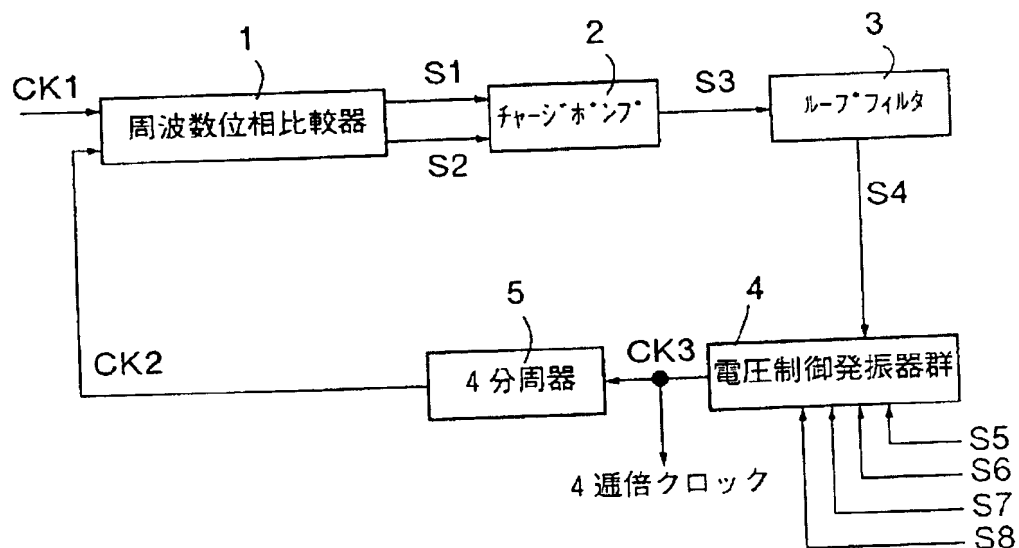 1
2
3
CK1
S1
S3
周波数位相比較器
チャージポンプ
ループフィルタ
S2
S4
5
4
CK2
CK3
4分周器
電圧制御発振器群
4逓倍クロック
S5
S6
S7
S8